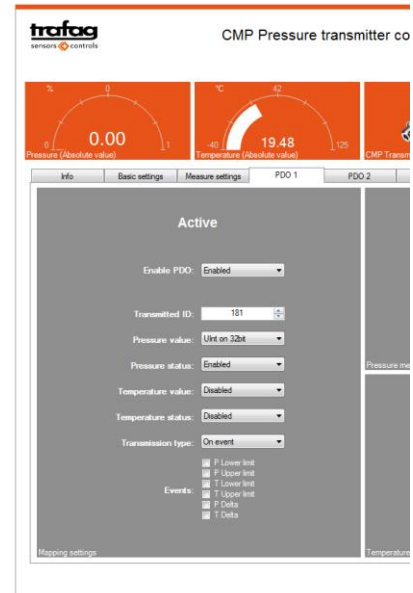 trafag
sensors controls
CMP Pressure transmitter co
% 0
0 0.00 1
Pressure (Absolute value)
°C 42
-40 19.48 125
Temperature (Absolute value)
CMP Transm
Info Basic settings Measure settings PDO 1 PDO 2
Active
Enable PDO: Enabled
Transmitted ID: 181
Pressure value: UInt on 32bit
Pressure status: Enabled
Pressure me
Temperature value: Disabled
Temperature status: Disabled
Transmission type: On event
Events:
P Lower limit
P Upper limit
T Lower limit
T Upper limit
P Delta
T Delta
Mapping settings
Temperature